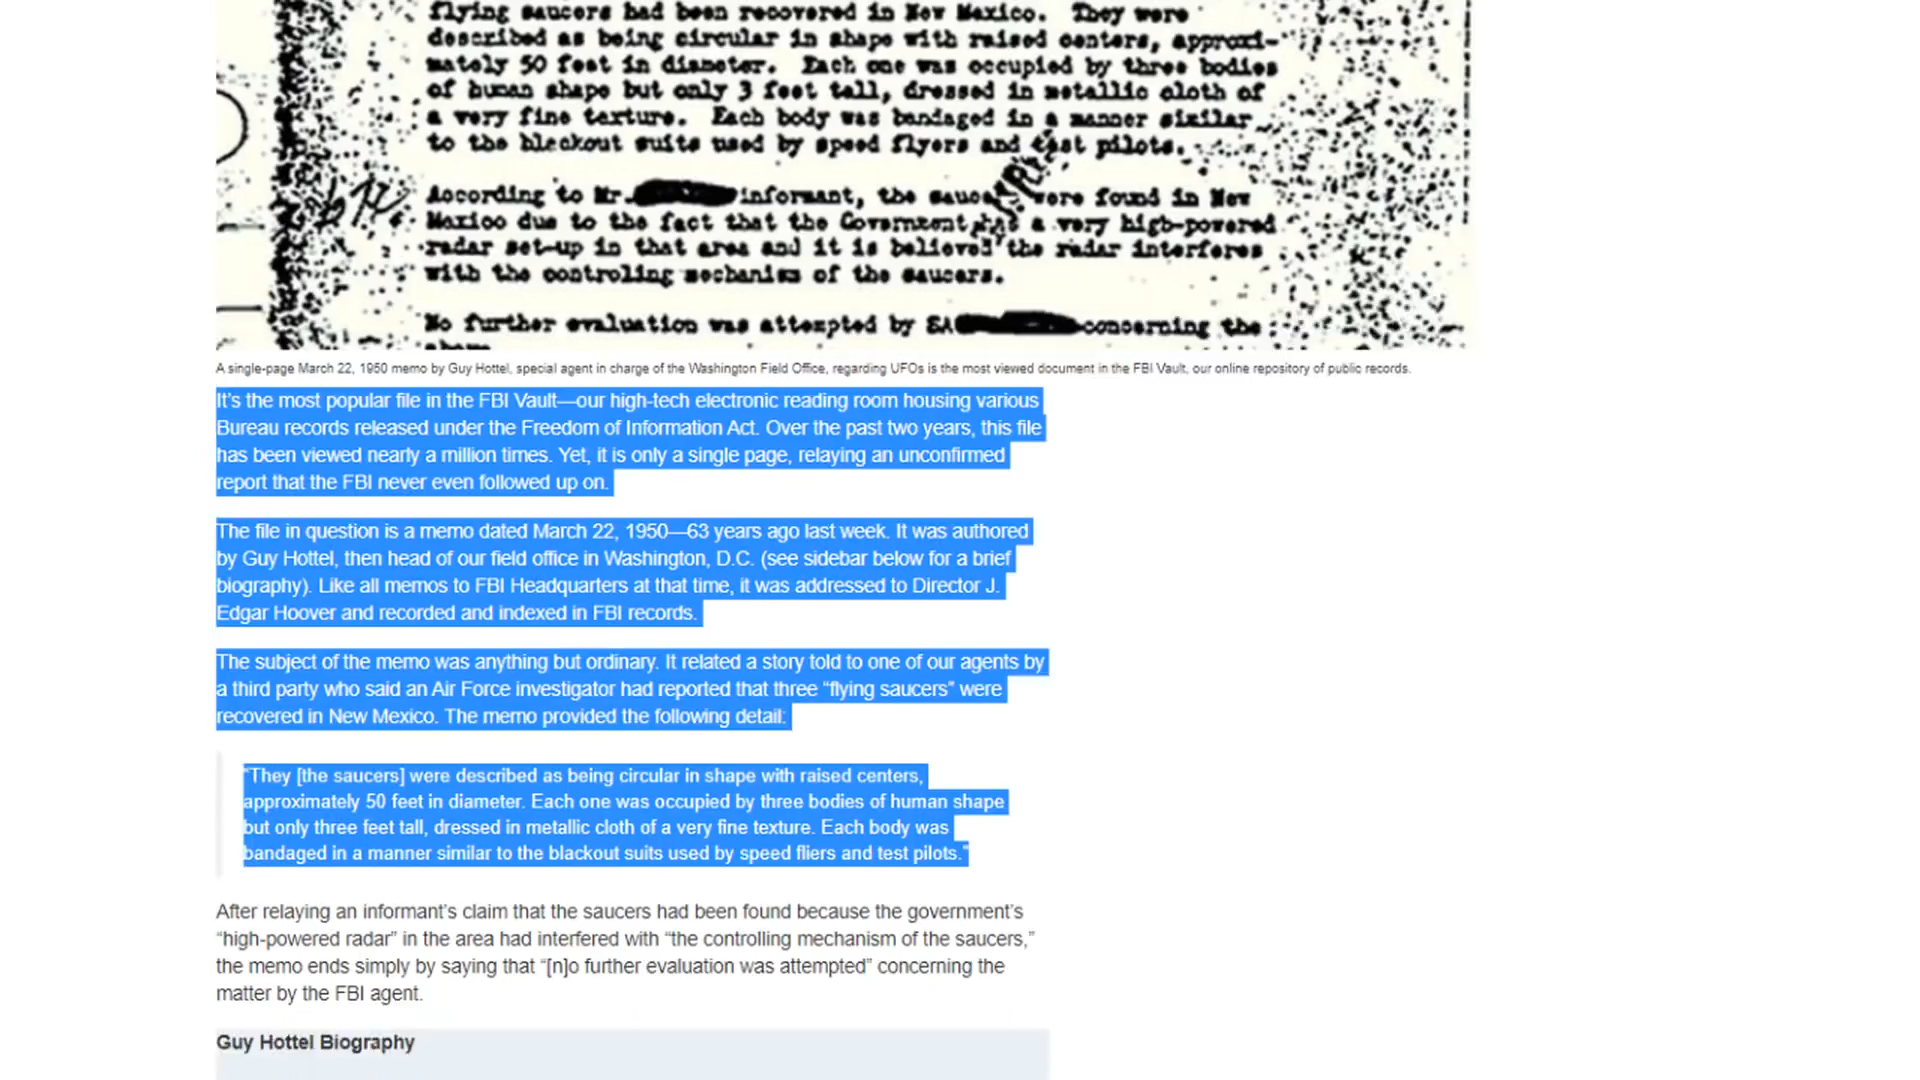 flying saucers had been recovered in New Mexico. They were
described as being circular in shape with raised centers, approxi-
mately 50 feet in diameter. Each one was occupied by three bodies
of human shape but only 3 feet tall, dressed in metallic cloth of
a very fine texture. Each body was bandaged in a manner similar
to the blackout suits used by speed flyers and test pilots.
According to Mr. informant, the saucers were found in New
Mexico due to the fact that the Government has a very high-powered
radar set-up in that area and it is believed the radar interferes
with the controling mechanism of the saucers.
No further evaluation was attempted by SA concerning the
A single-page March 22, 1950 memo by Guy Hottel, special agent in charge of the Washington Field Office, regarding UFOs is the most viewed document in the FBI Vault, our online repository of public records.
It’s the most popular file in the FBI Vault—our high-tech electronic reading room housing various
Bureau records released under the Freedom of Information Act. Over the past two years, this file
has been viewed nearly a million times. Yet, it is only a single page, relaying an unconfirmed
report that the FBI never even followed up on.
The file in question is a memo dated March 22, 1950—63 years ago last week. It was authored
by Guy Hottel, then head of our field office in Washington, D.C. (see sidebar below for a brief
biography). Like all memos to FBI Headquarters at that time, it was addressed to Director J.
Edgar Hoover and recorded and indexed in FBI records.
The subject of the memo was anything but ordinary. It related a story told to one of our agents by
a third party who said an Air Force investigator had reported that three “flying saucers” were
recovered in New Mexico. The memo provided the following detail:
“They [the saucers] were described as being circular in shape with raised centers,
approximately 50 feet in diameter. Each one was occupied by three bodies of human shape
but only three feet tall, dressed in metallic cloth of a very fine texture. Each body was
bandaged in a manner similar to the blackout suits used by speed fliers and test pilots.”
After relaying an informant’s claim that the saucers had been found because the government’s
“high-powered radar” in the area had interfered with “the controlling mechanism of the saucers,”
the memo ends simply by saying that “[n]o further evaluation was attempted” concerning the
matter by the FBI agent.
Guy Hottel Biography